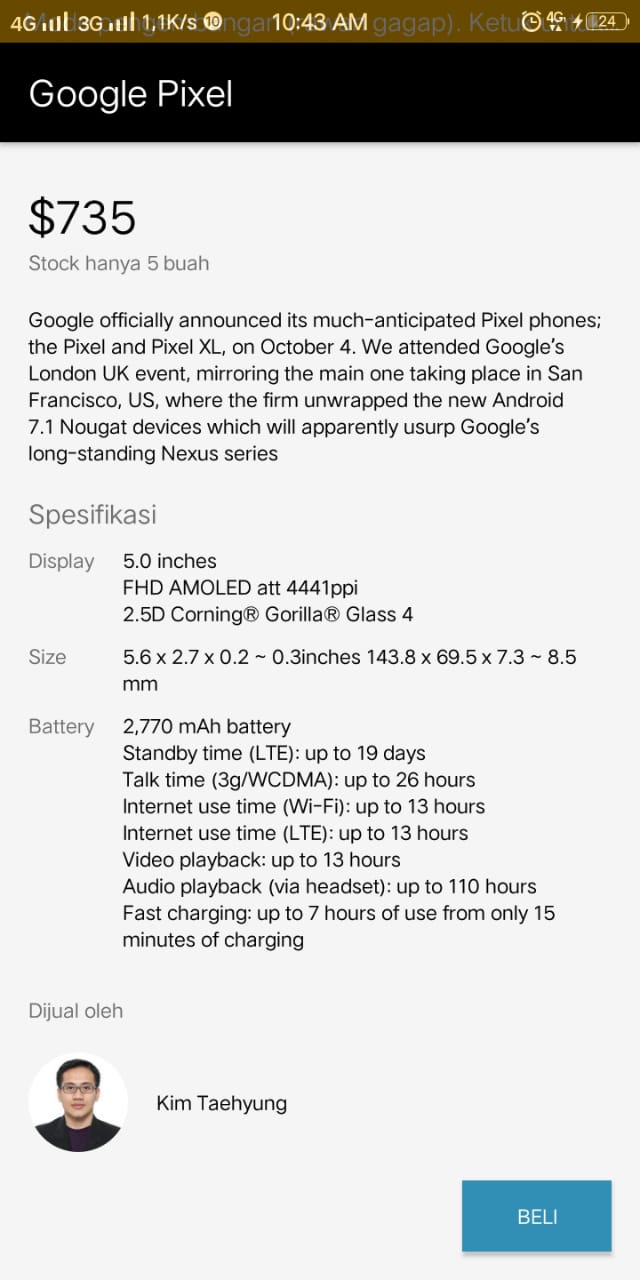 4G 3G 1,1K/s 10 10:43 AM 4G 24
gagap). Ketuk untuk
Google Pixel
$735
Stock hanya 5 buah
Google officially announced its much-anticipated Pixel phones;
the Pixel and Pixel XL, on October 4. We attended Google's
London UK event, mirroring the main one taking place in San
Francisco, US, where the firm unwrapped the new Android
7.1 Nougat devices which will apparently usurp Google's
long-standing Nexus series
Spesifikasi
Display 5.0 inches
FHD AMOLED att 4441ppi
2.5D Corning® Gorilla® Glass 4
Size 5.6 x 2.7 x 0.2 ~ 0.3inches 143.8 x 69.5 x 7.3 ~ 8.5
mm
Battery 2,770 mAh battery
Standby time (LTE): up to 19 days
Talk time (3g/WCDMA): up to 26 hours
Internet use time (Wi-Fi): up to 13 hours
Internet use time (LTE): up to 13 hours
Video playback: up to 13 hours
Audio playback (via headset): up to 110 hours
Fast charging: up to 7 hours of use from only 15
minutes of charging
Dijual oleh
Kim Taehyung
BELI